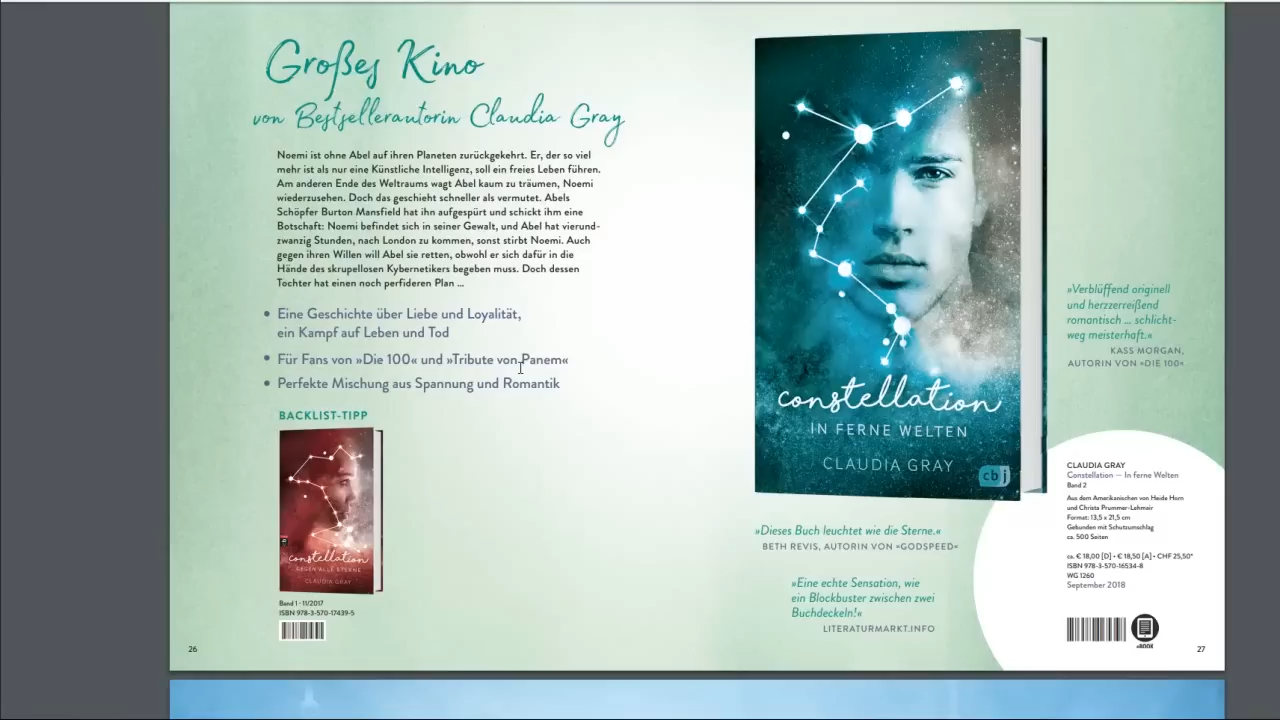 Großes Kino
von Bestsellerautorin Claudia Gray
Noemi ist ohne Abel auf ihren Planeten zurückgekehrt. Er, der so viel
mehr ist als nur eine Künstliche Intelligenz, soll ein freies Leben führen.
Am anderen Ende des Weltraums wagt Abel kaum zu träumen, Noemi
wiederzusehen. Doch das geschieht schneller als vermutet. Abels
Schöpfer Burton Mansfield hat ihn aufgespürt und schickt ihm eine
Botschaft: Noemi befindet sich in seiner Gewalt, und Abel hat vierund-
zwanzig Stunden, nach London zu kommen, sonst stirbt Noemi. Auch
gegen ihren Willen will Abel sie retten, obwohl er sich dafür in die
Hände des skrupellosen Kybernetikers begeben muss. Doch dessen
Tochter hat einen noch perfideren Plan ...
• Eine Geschichte über Liebe und Loyalität,
ein Kampf auf Leben und Tod
• Für Fans von »Die 100« und »Tribute von Panem«
• Perfekte Mischung aus Spannung und Romantik
BACKLIST-TIPP
constellation
GEGEN ALLE STERNE
CLAUDIA GRAY
Band 1 · 11/2017
ISBN 978-3-570-17439-5
26
constellation
IN FERNE WELTEN
CLAUDIA GRAY
cbj
»Dieses Buch leuchtet wie die Sterne.«
BETH REVIS, AUTORIN VON »GODSPEED«
»Eine echte Sensation, wie
ein Blockbuster zwischen zwei
Buchdeckeln!«
LITERATURMARKT.INFO
»Verblüffend originell
und herzzerreißend
romantisch ... schlicht-
weg meisterhaft.«
KASS MORGAN,
AUTORIN VON »DIE 100«
CLAUDIA GRAY
Constellation — In ferne Welten
Band 2
Aus dem Amerikanischen von Heide Horn
und Christa Prummer-Lehmair
Format: 13,5 x 21,5 cm
Gebunden mit Schutzumschlag
ca. 500 Seiten
ca. € 18,00 [D] • € 18,50 [A] • CHF 25,50*
ISBN 978-3-570-16534-8
WG 1260
September 2018
eBOOK
27